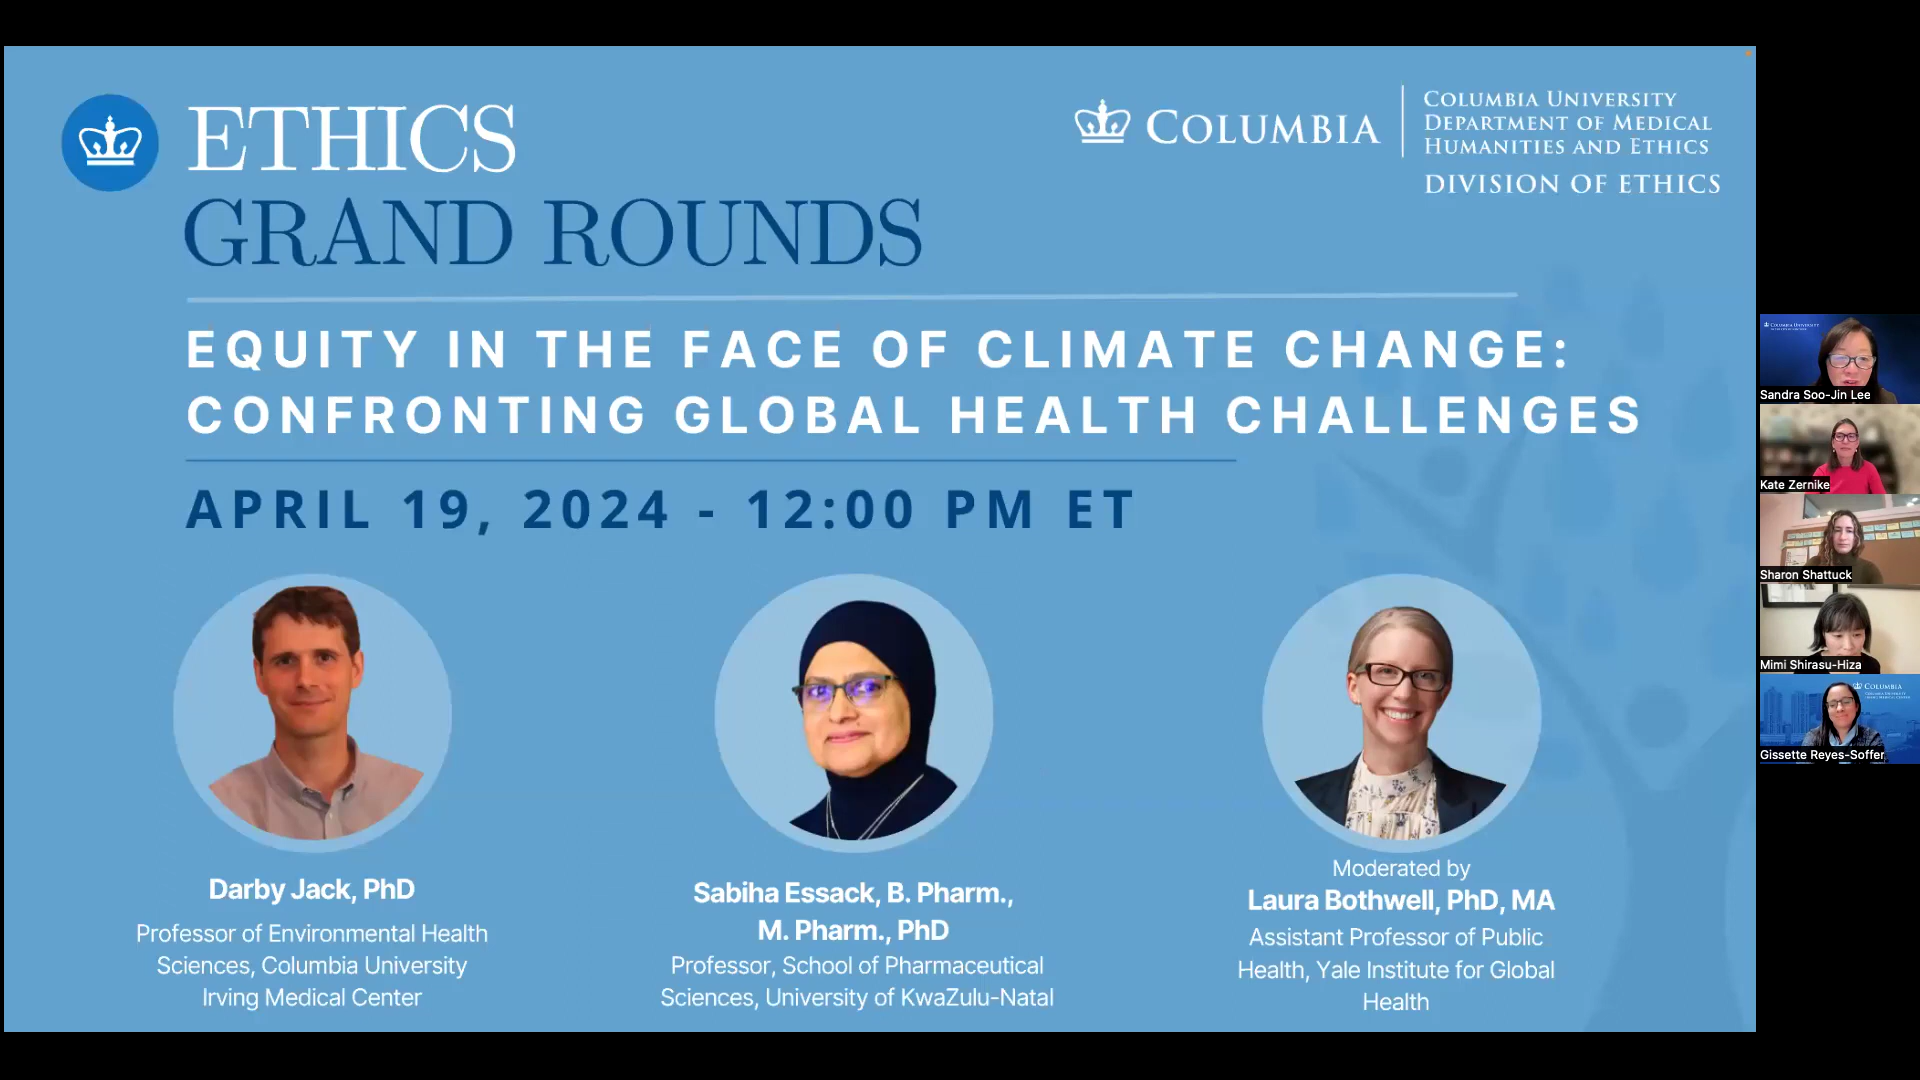 ETHICS
GRAND ROUNDS
COLUMBIA
COLUMBIA UNIVERSITY
DEPARTMENT OF MEDICAL
HUMANITIES AND ETHICS
DIVISION OF ETHICS
EQUITY IN THE FACE OF CLIMATE CHANGE:
CONFRONTING GLOBAL HEALTH CHALLENGES
APRIL 19, 2024 - 12:00 PM ET
Darby Jack, PhD
Professor of Environmental Health
Sciences, Columbia University
Irving Medical Center
Sabiha Essack, B. Pharm.,
M. Pharm., PhD
Professor, School of Pharmaceutical
Sciences, University of KwaZulu-Natal
Moderated by
Laura Bothwell, PhD, MA
Assistant Professor of Public
Health, Yale Institute for Global
Health
COLUMBIA UNIVERSITY
Sandra Soo-Jin Lee
Kate Zernike
Sharon Shattuck
Mimi Shirasu-Hiza
COLUMBIA
Gissette Reyes-Soffer